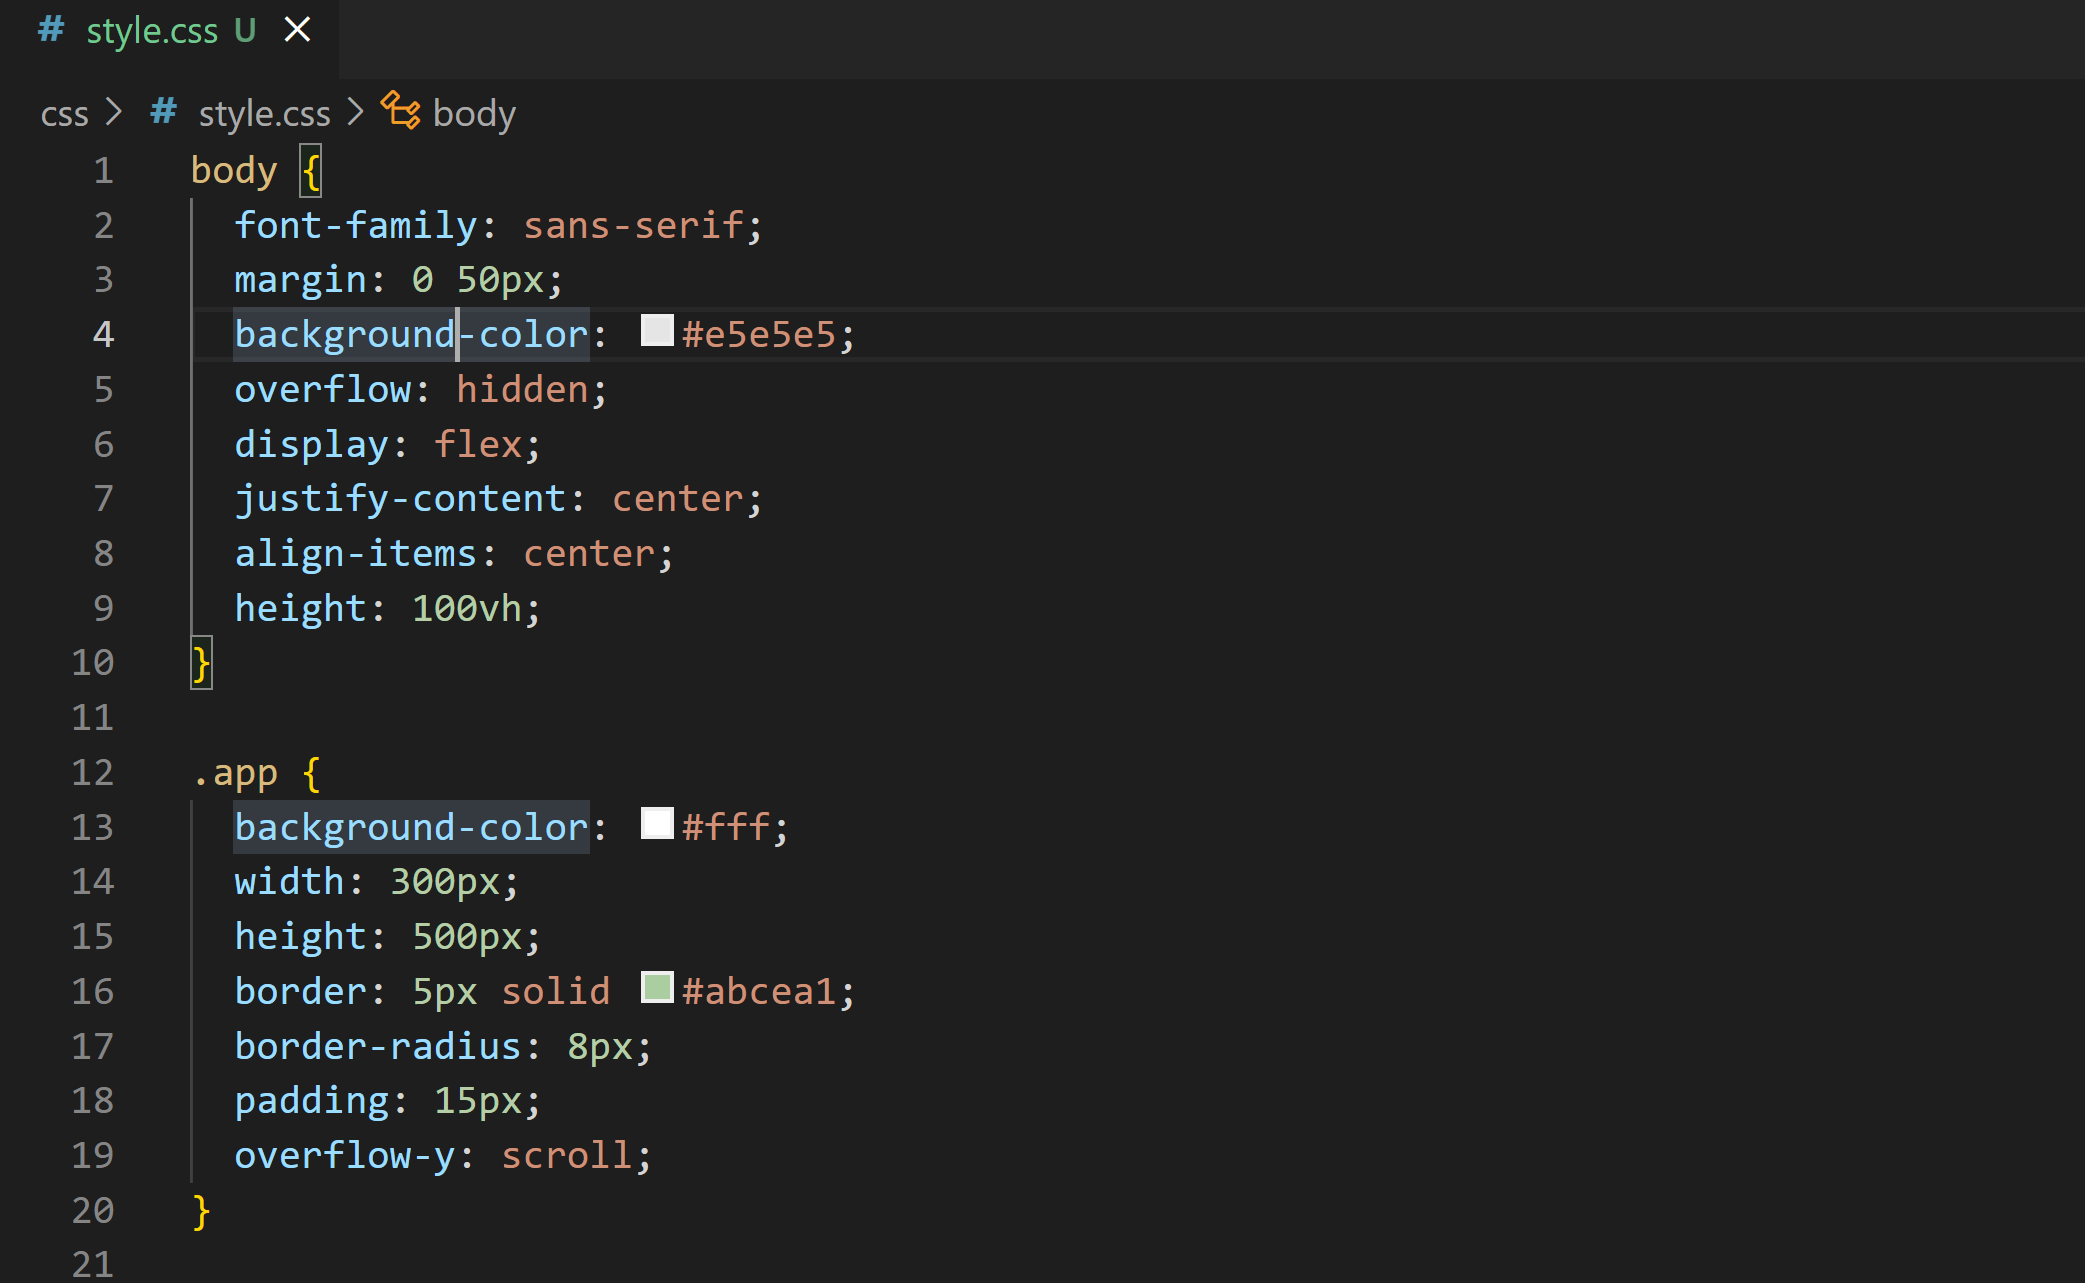 # style.css U ×
css > # style.css > body
1 body {
2   font-family: sans-serif;
3   margin: 0 50px;
4   background-color: #e5e5e5;
5   overflow: hidden;
6   display: flex;
7   justify-content: center;
8   align-items: center;
9   height: 100vh;
10 }
11
12 .app {
13   background-color: #fff;
14   width: 300px;
15   height: 500px;
16   border: 5px solid #abcea1;
17   border-radius: 8px;
18   padding: 15px;
19   overflow-y: scroll;
20 }
21